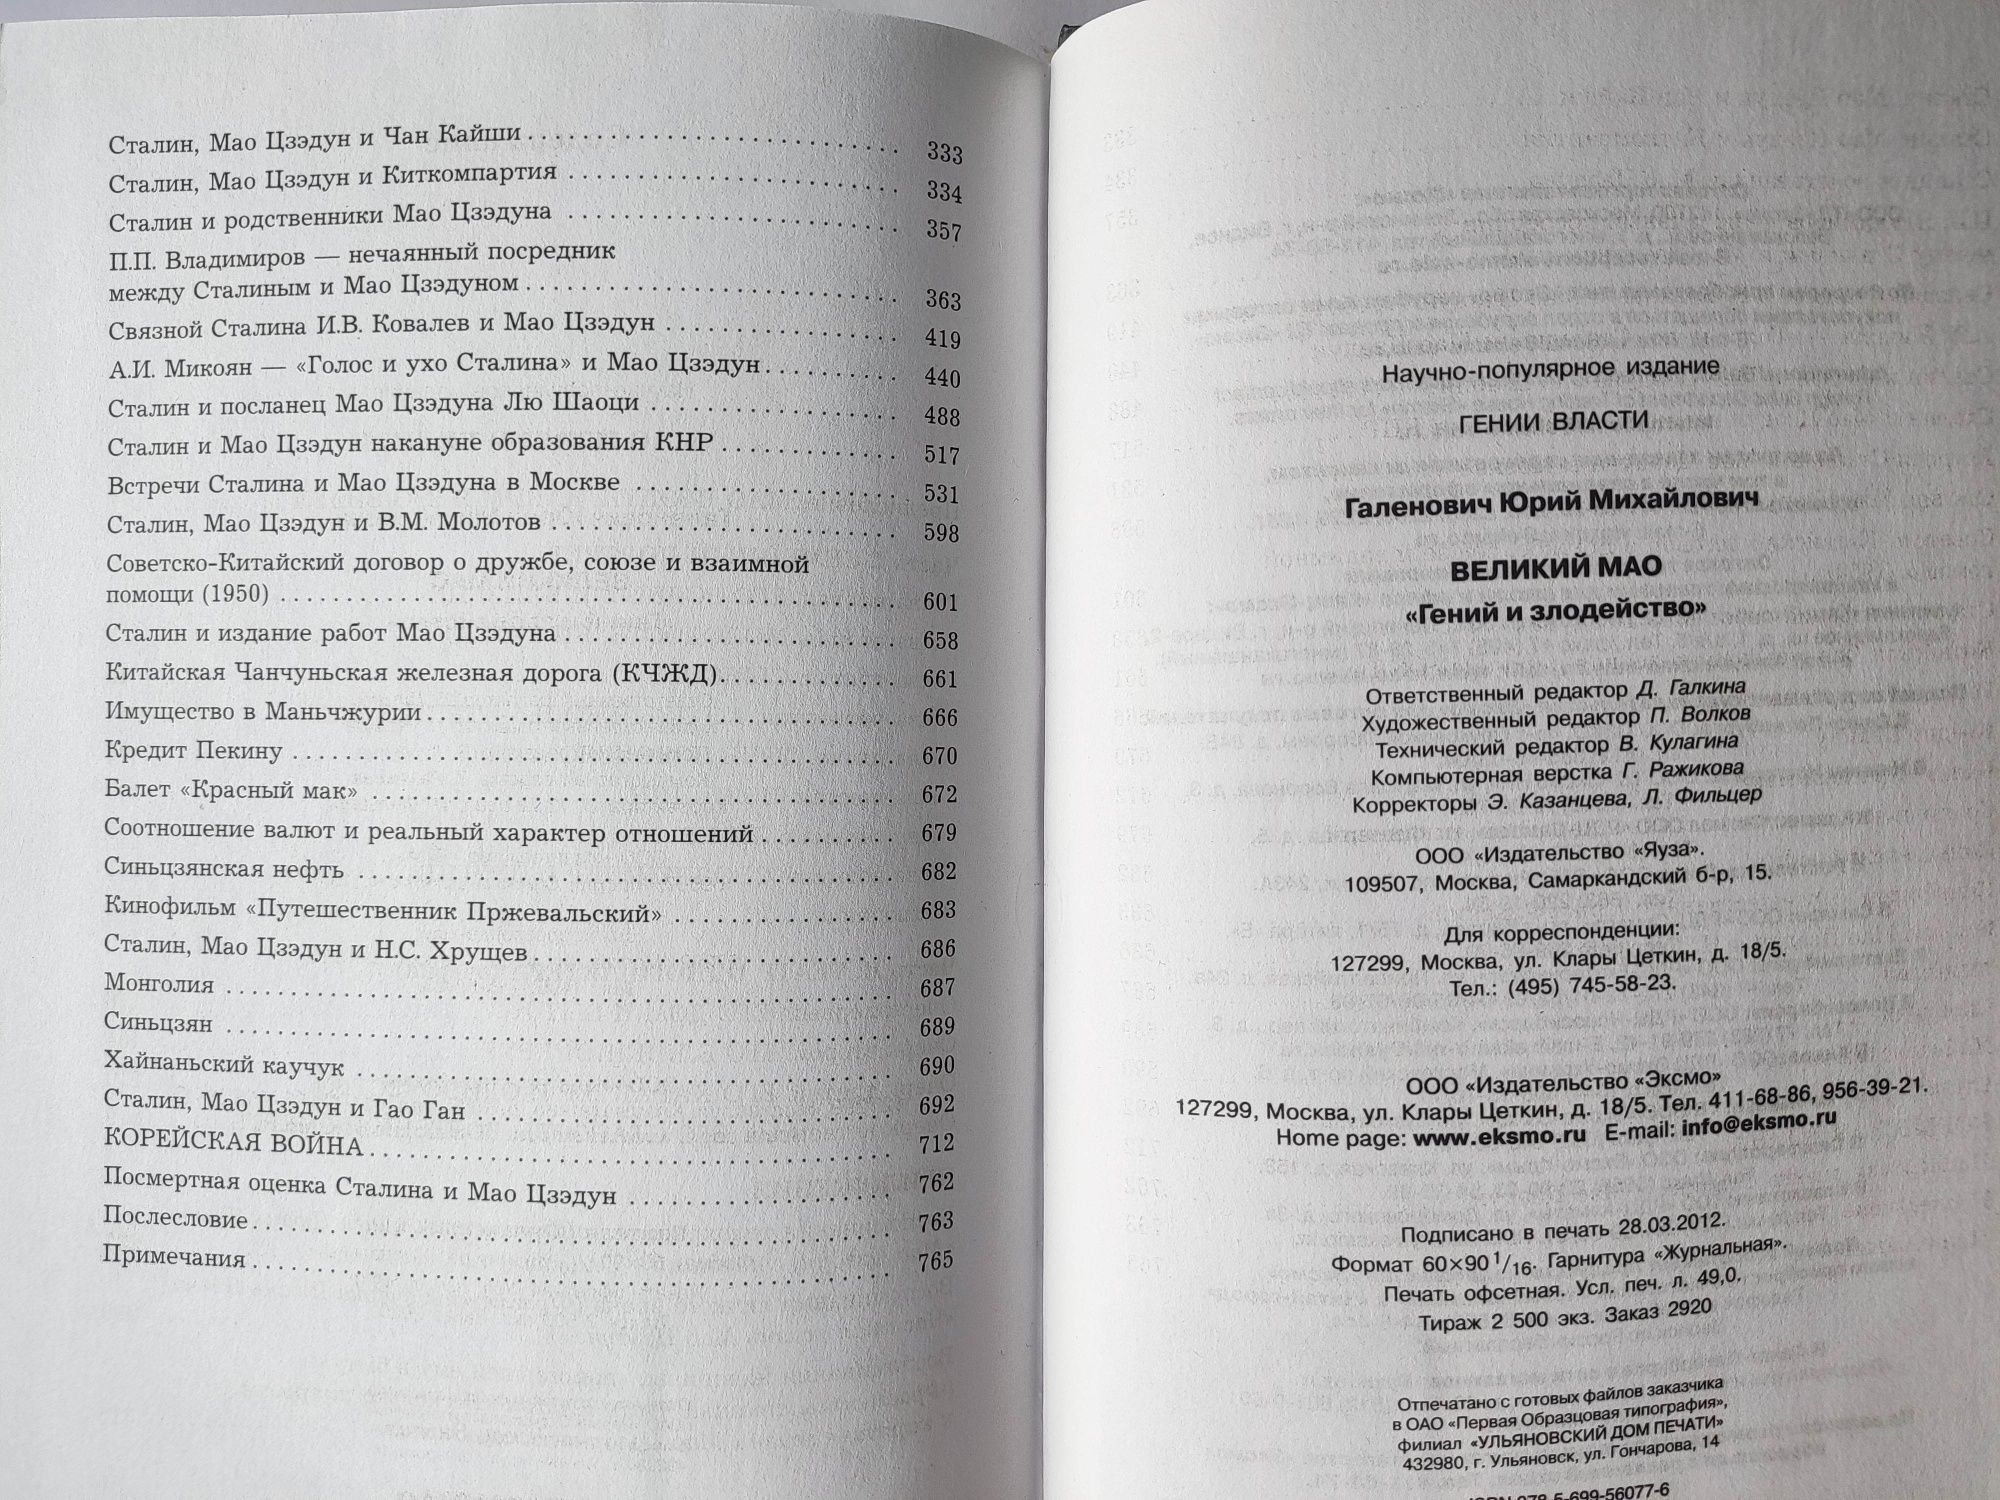 Сталин, Мао Цзэдун и Чан Кайши . . . . . . . . . . . . . . . . . . . . . . . . . . 333
Сталин, Мао Цзэдун и Киткомпартия . . . . . . . . . . . . . . . . . . . . . . . 334
Сталин и родственники Мао Цзэдуна . . . . . . . . . . . . . . . . . . . . . . . 357
П.П. Владимиров — нечаянный посредник
между Сталиным и Мао Цзэдуном . . . . . . . . . . . . . . . . . . . . . . . . . . 363
Связной Сталина И.В. Ковалев и Мао Цзэдун . . . . . . . . . . . . . . . . 419
А.И. Микоян — «Голос и ухо Сталина» и Мао Цзэдун . . . . . . . . . . 440
Сталин и посланец Мао Цзэдуна Лю Шаоци . . . . . . . . . . . . . . . . . 488
Сталин и Мао Цзэдун накануне образования КНР . . . . . . . . . . . . 517
Встречи Сталина и Мао Цзэдуна в Москве . . . . . . . . . . . . . . . . . . 531
Сталин, Мао Цзэдун и В.М. Молотов . . . . . . . . . . . . . . . . . . . . . . . . 598
Советско-Китайский договор о дружбе, союзе и взаимной
помощи (1950) . . . . . . . . . . . . . . . . . . . . . . . . . . . . . . . . . . . . . . . . . . 601
Сталин и издание работ Мао Цзэдуна . . . . . . . . . . . . . . . . . . . . . . . 658
Китайская Чанчуньская железная дорога (КЧЖД) . . . . . . . . . . . . 661
Имущество в Маньчжурии . . . . . . . . . . . . . . . . . . . . . . . . . . . . . . . . 666
Кредит Пекину . . . . . . . . . . . . . . . . . . . . . . . . . . . . . . . . . . . . . . . . . 670
Балет «Красный мак» . . . . . . . . . . . . . . . . . . . . . . . . . . . . . . . . . . . 672
Соотношение валют и реальный характер отношений . . . . . . . . . 679
Синьцзянская нефть . . . . . . . . . . . . . . . . . . . . . . . . . . . . . . . . . . . . 682
Кинофильм «Путешественник Пржевальский» . . . . . . . . . . . . . . . 683
Сталин, Мао Цзэдун и Н.С. Хрущев . . . . . . . . . . . . . . . . . . . . . . . . . 686
Монголия . . . . . . . . . . . . . . . . . . . . . . . . . . . . . . . . . . . . . . . . . . . . . 687
Синьцзян . . . . . . . . . . . . . . . . . . . . . . . . . . . . . . . . . . . . . . . . . . . . . 689
Хайнаньский каучук . . . . . . . . . . . . . . . . . . . . . . . . . . . . . . . . . . . . 690
Сталин, Мао Цзэдун и Гао Ган . . . . . . . . . . . . . . . . . . . . . . . . . . . . 692
КОРЕЙСКАЯ ВОЙНА . . . . . . . . . . . . . . . . . . . . . . . . . . . . . . . . . . . . 712
Посмертная оценка Сталина и Мао Цзэдун . . . . . . . . . . . . . . . . . . 762
Послесловие . . . . . . . . . . . . . . . . . . . . . . . . . . . . . . . . . . . . . . . . . . . 763
Примечания . . . . . . . . . . . . . . . . . . . . . . . . . . . . . . . . . . . . . . . . . . . 765
Научно-популярное издание
ГЕНИИ ВЛАСТИ
Галенович Юрий Михайлович
ВЕЛИКИЙ МАО
«Гений и злодейство»
Ответственный редактор Д. Галкина
Художественный редактор П. Волков
Технический редактор В. Кулагина
Компьютерная верстка Г. Ражикова
Корректоры Э. Казанцева, Л. Фильцер
ООО «Издательство «Яуза».
109507, Москва, Самаркандский б-р, 15.
Для корреспонденции:
127299, Москва, ул. Клары Цеткин, д. 18/5.
Тел.: (495) 745-58-23.
ООО «Издательство «Эксмо»
127299, Москва, ул. Клары Цеткин, д. 18/5. Тел. 411-68-86, 956-39-21.
Home page: www.eksmo.ru E-mail: info@eksmo.ru
Подписано в печать 28.03.2012.
Формат 60×90 1/16. Гарнитура «Журнальная».
Печать офсетная. Усл. печ. л. 49,0.
Тираж 2 500 экз. Заказ 2920
Отпечатано с готовых файлов заказчика
в ОАО «Первая Образцовая типография»,
филиал «УЛЬЯНОВСКИЙ ДОМ ПЕЧАТИ»
432980, г. Ульяновск, ул. Гончарова, 14
ISBN 978-5-699-56077-6